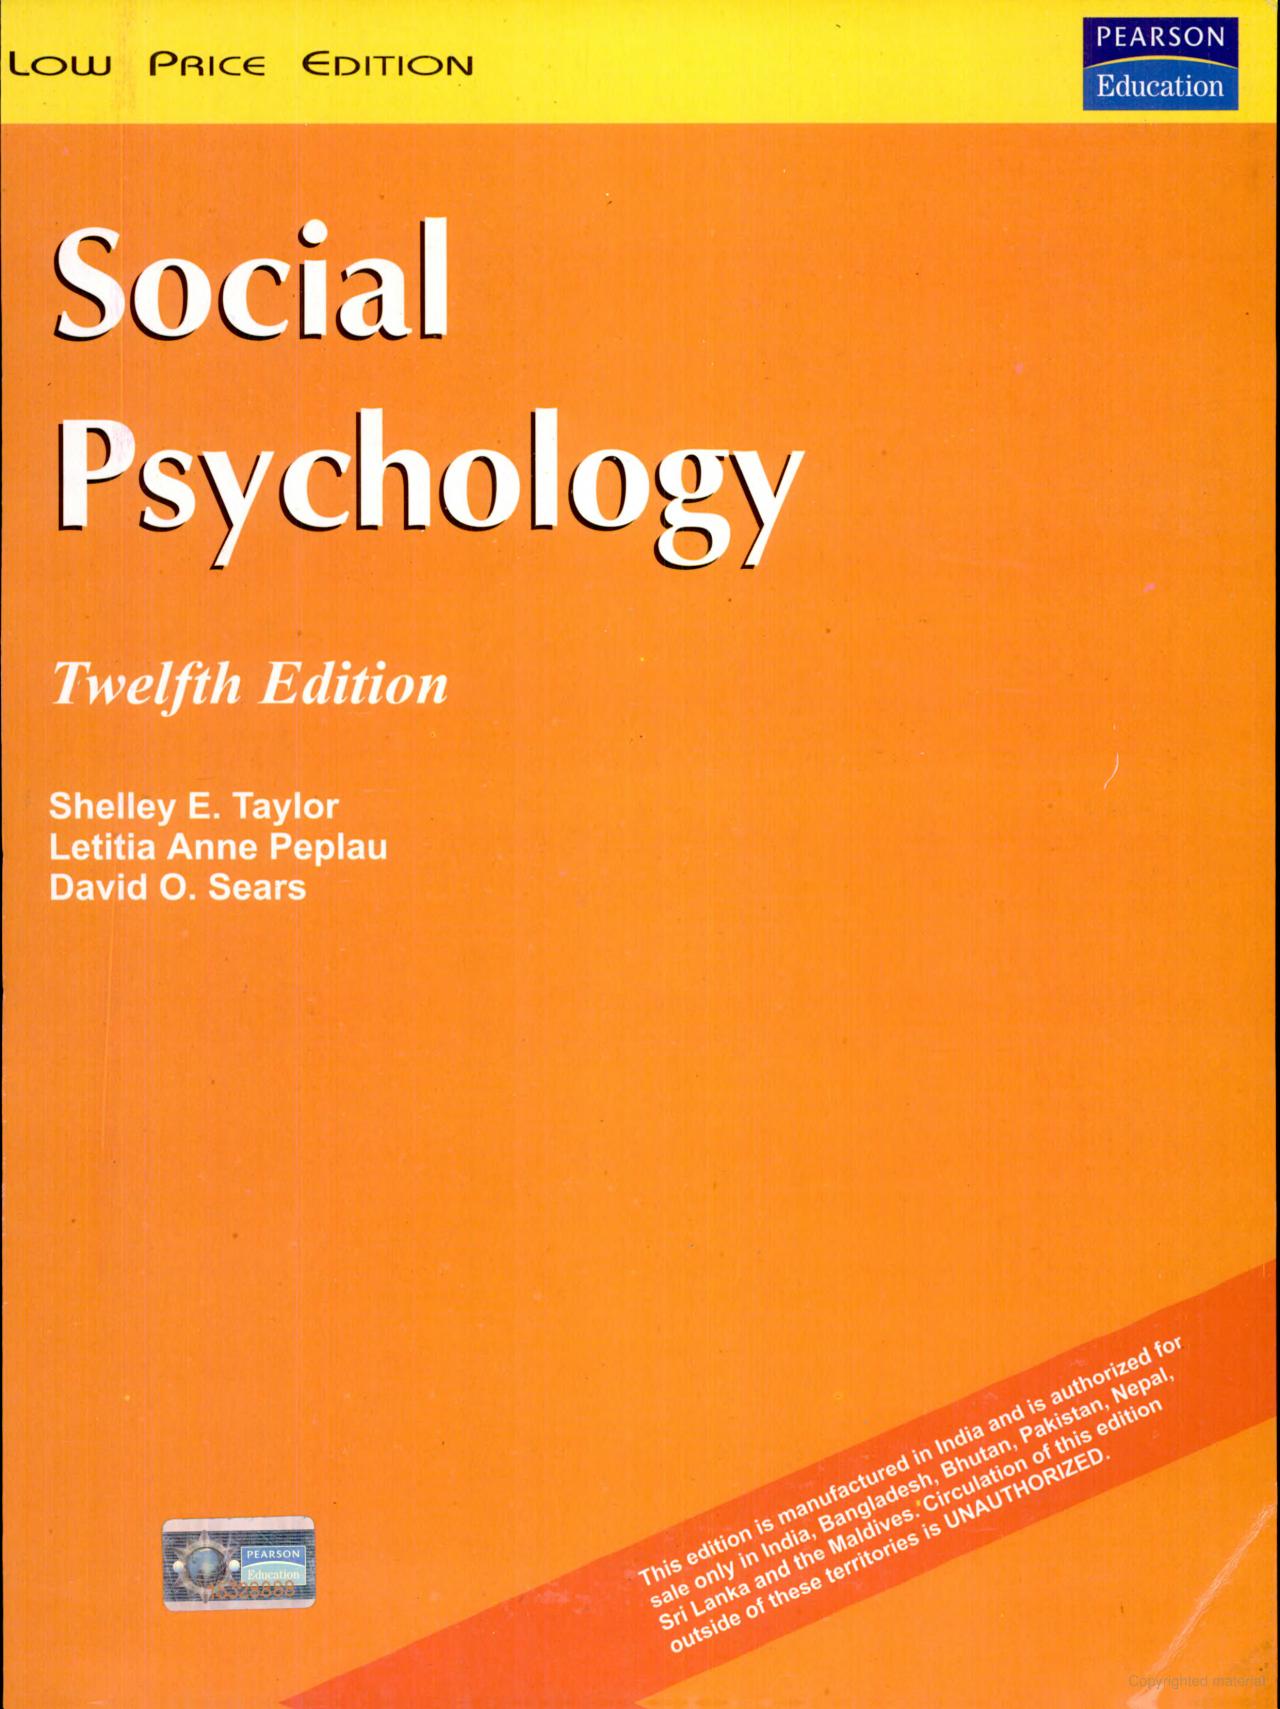 LOW PRICE EDITION
PEARSON
Education
Social
Psychology
Twelfth Edition
Shelley E. Taylor
Letitia Anne Peplau
David O. Sears
This edition is manufactured in India and is authorized for
sale only in India, Bangladesh, Bhutan, Pakistan, Nepal,
Sri Lanka and the Maldives. Circulation of this edition
outside of these territories is UNAUTHORIZED.
PEARSON
Education
Copyrighted material